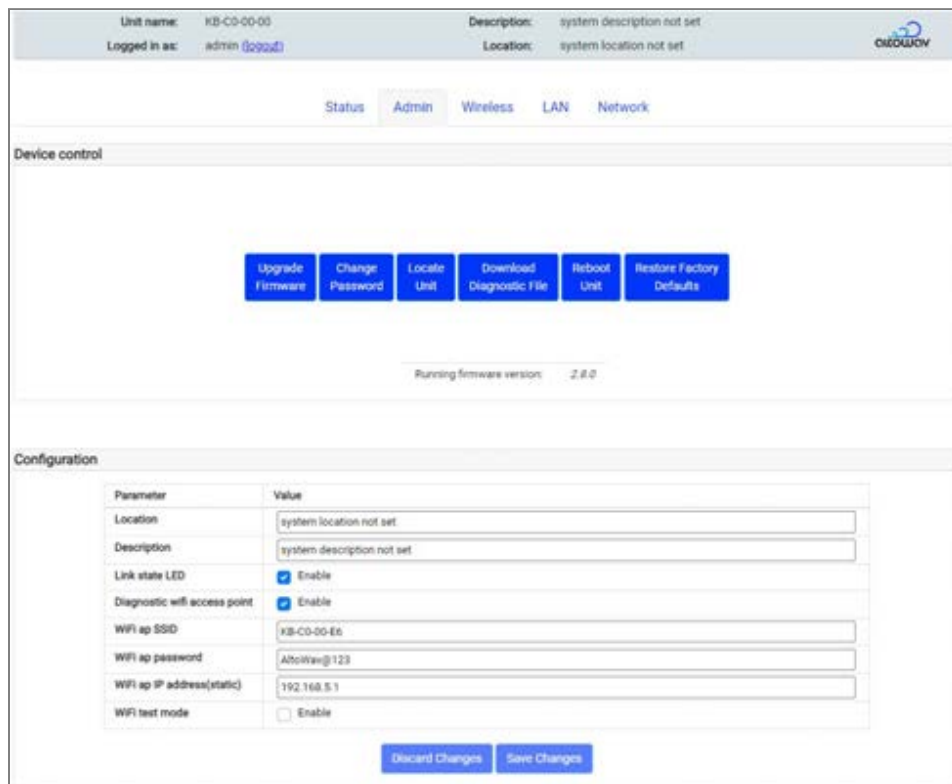 Unit name: KB-C0-00-00 Description: system description not set
Logged in as: admin (logout) Location: system location not set
altowav
Status Admin Wireless LAN Network
Device control
Upgrade Firmware
Change Password
Locate Unit
Download Diagnostic File
Reboot Unit
Restore Factory Defaults
Running firmware version: 2.8.0
Configuration
Parameter Value
Location system location not set
Description system description not set
Link state LED Enable
Diagnostic wifi access point Enable
WiFi ap SSID KB-C0-00-E6
WiFi ap password AltoWav@123
WiFi ap IP address(static) 192.168.5.1
WiFi test mode Enable
Discard Changes Save Changes